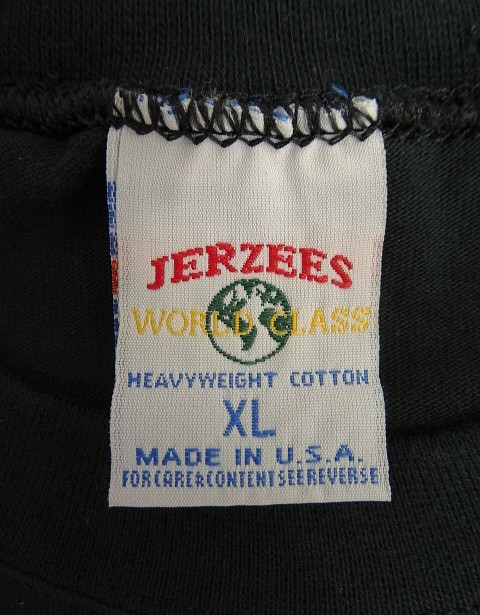 JERZEES
WORLD CLASS
HEAVYWEIGHT COTTON
XL
MADE IN U.S.A.
FOR CARE & CONTENT SEE REVERSE